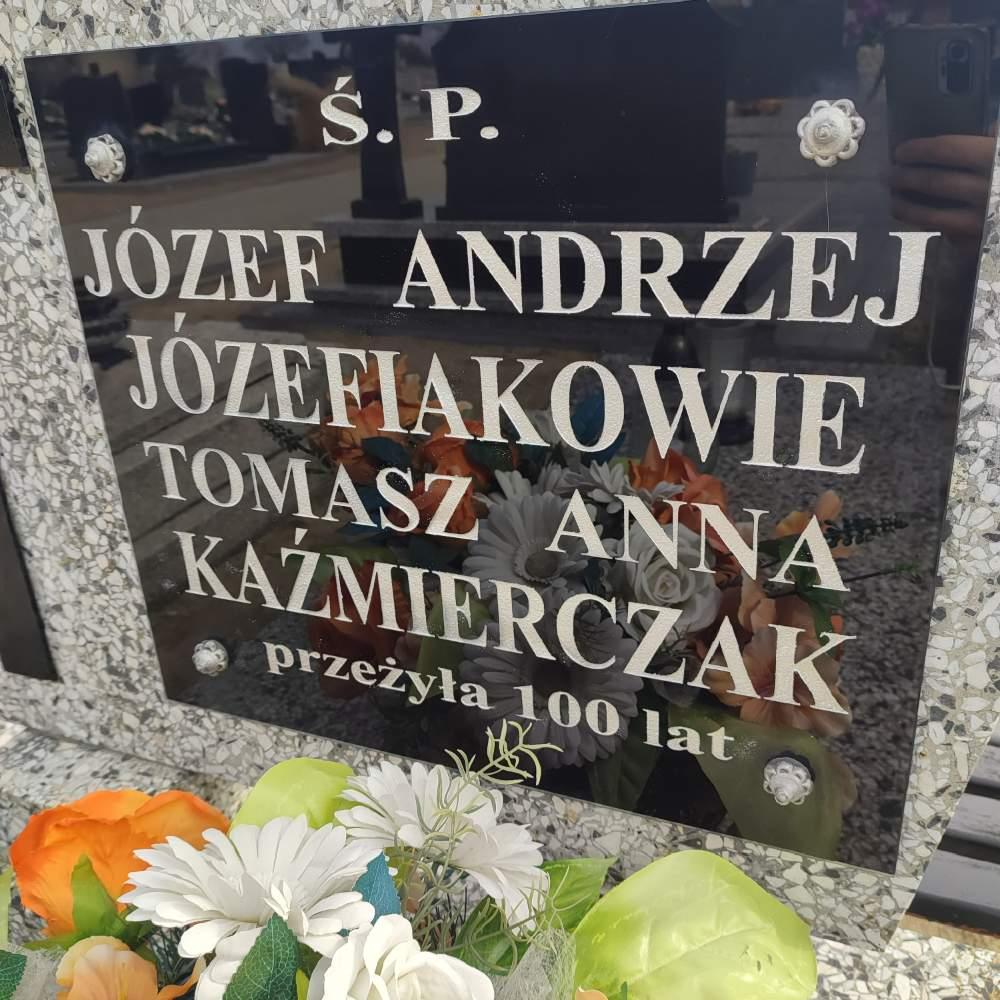 Ś. P.
JÓZEF ANDRZEJ
JÓZEFIAKOWIE
TOMASZ ANNA
KAŹMIERCZAK
przeżyła 100 lat